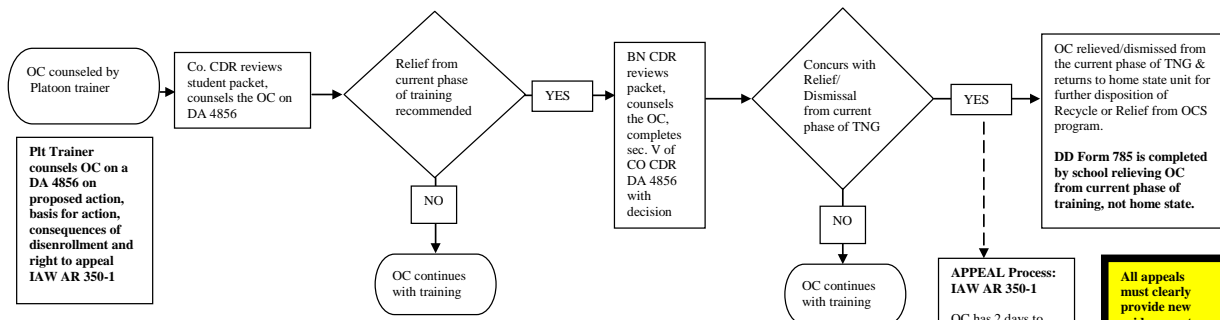 OC counseled by
Platoon trainer
Plt Trainer
counsels OC on a
DA 4856 on
proposed action,
basis for action,
consequences of
disenrollment and
right to appeal
IAW AR 350-1
Co. CDR reviews
student packet,
counsels the OC on
DA 4856
Relief from
current phase
of training
recommended
NO
OC continues
with training
YES
BN CDR
reviews
packet,
counsels
the OC,
completes
sec. V of
CO CDR
DA 4856
with
decision
Concurs with
Relief/
Dismissal
from current
phase of TNG
NO
OC continues
with training
YES
OC relieved/dismissed from
the current phase of TNG &
returns to home state unit for
further disposition of
Recycle or Relief from OCS
program.
DD Form 785 is completed
by school relieving OC
from current phase of
training, not home state.
APPEAL Process:
IAW AR 350-1
OC has 2 days to
All appeals
must clearly
provide new